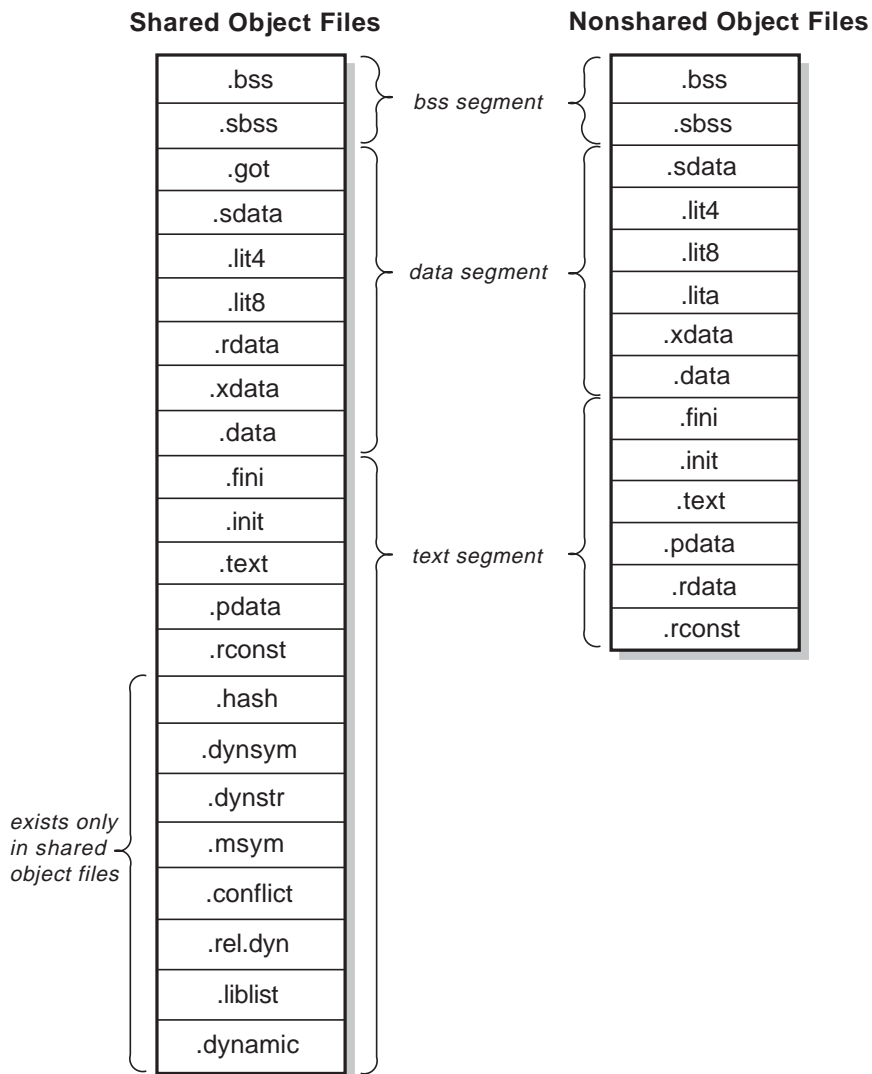 Shared Object Files
.bss
.sbss
.got
.sdata
.lit4
.lit8
.rdata
.xdata
.data
.fini
.init
.text
.pdata
.rconst
.hash
.dynsym
.dynstr
.msym
.conflict
.rel.dyn
.liblist
.dynamic
exists only
in shared
object files
bss segment
data segment
text segment
Nonshared Object Files
.bss
.sbss
.sdata
.lit4
.lit8
.lita
.xdata
.data
.fini
.init
.text
.pdata
.rdata
.rconst